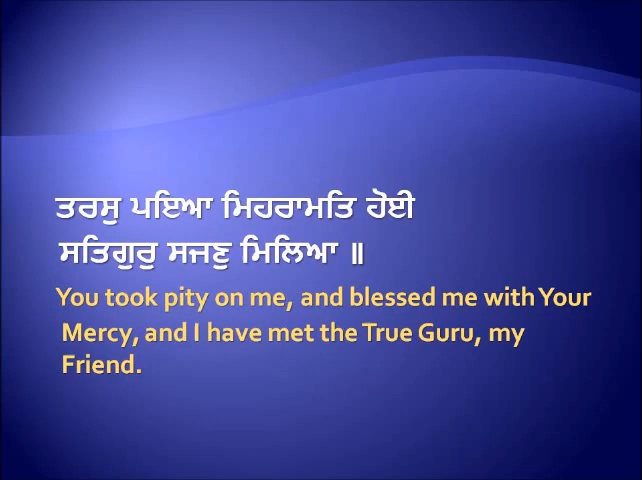 ਤਰਸੁ ਪਇਆ ਮਿਹਰਾਮਤਿ ਹੋਈ
ਸਤਿਗੁਰੁ ਸਜਣੁ ਮਿਲਿਆ ॥
You took pity on me, and blessed me with Your
Mercy, and I have met the True Guru, my
Friend.